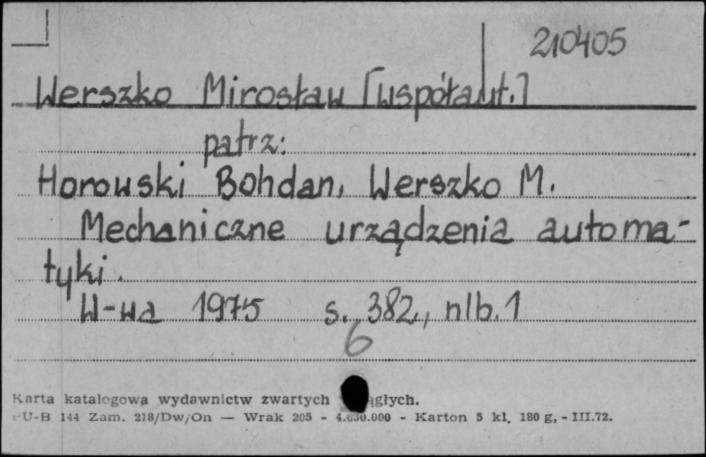 210405
Werszko Mirosław [współaut.]
patrz:
Horowski Bohdan, Werszko M.
Mechaniczne urządzenia automa-
tyki.
W-wa 1975 s. 382, nlb. 1
6
Karta katalogowa wydawnictw zwartych głych.
PU-B 144 Zam. 218/Dw/On — Wrak 205 - 4.030.000 - Karton 5 kl. 180 g, - III.72.